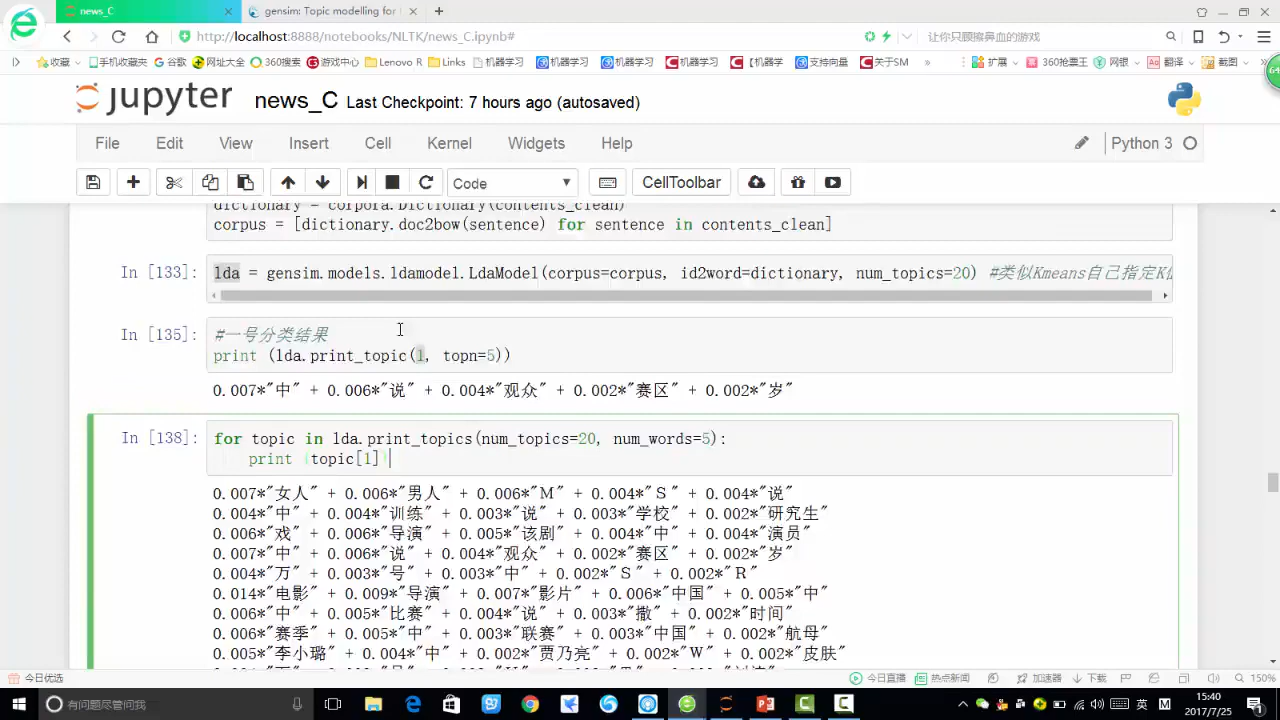 news_C
gensim: Topic modelling for
http://localhost:8888/notebooks/NLTK/news_C.ipynb#
让你只顾擦鼻血的游戏
收藏 手机收藏夹 谷歌 网址大全 360搜索 游戏中心 Lenovo R Links 机器学习 机器学习 机器学习 机器学习 【机器学 支持向量 关于SM » 扩展 360抢票王 网银 翻译 截图
jupyter news_C Last Checkpoint: 7 hours ago (autosaved)
File Edit View Insert Cell Kernel Widgets Help Python 3
Code CellToolbar
dictionary = corpora.Dictionary(contents_clean)
corpus = [dictionary.doc2bow(sentence) for sentence in contents_clean]
In [133]: lda = gensim.models.ldamodel.LdaModel(corpus=corpus, id2word=dictionary, num_topics=20) #类似Kmeans自己指定K值
In [135]: #一号分类结果
print (lda.print_topic(1, topn=5))
0.007*"中" + 0.006*"说" + 0.004*"观众" + 0.002*"赛区" + 0.002*"岁"
In [138]: for topic in lda.print_topics(num_topics=20, num_words=5):
print (topic[1])
0.007*"女人" + 0.006*"男人" + 0.006*"M" + 0.004*"S" + 0.004*"说"
0.004*"中" + 0.004*"训练" + 0.003*"说" + 0.003*"学校" + 0.002*"研究生"
0.006*"戏" + 0.006*"导演" + 0.005*"该剧" + 0.004*"中" + 0.004*"演员"
0.007*"中" + 0.006*"说" + 0.004*"观众" + 0.002*"赛区" + 0.002*"岁"
0.004*"万" + 0.003*"号" + 0.003*"中" + 0.002*"S" + 0.002*"R"
0.014*"电影" + 0.009*"导演" + 0.007*"影片" + 0.006*"中国" + 0.005*"中"
0.006*"中" + 0.005*"比赛" + 0.004*"说" + 0.003*"撒" + 0.002*"时间"
0.006*"赛季" + 0.005*"中" + 0.003*"联赛" + 0.003*"中国" + 0.002*"航母"
0.005*"李小璐" + 0.004*"中" + 0.002*"贾乃亮" + 0.002*"W" + 0.002*"皮肤"
今日优选 今日直播 热点新闻 加速器 下载 150%
有问题尽管问我 英 M 15:40
2017/7/25